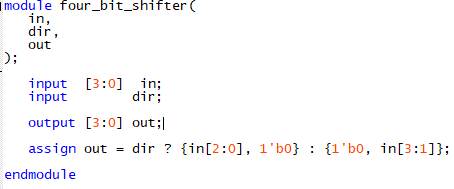 module four_bit_shifter(
in,
dir,
out
);
input [3:0] in;
input dir;
output [3:0] out;
assign out = dir ? {in[2:0], 1'b0} : {1'b0, in[3:1]};
endmodule